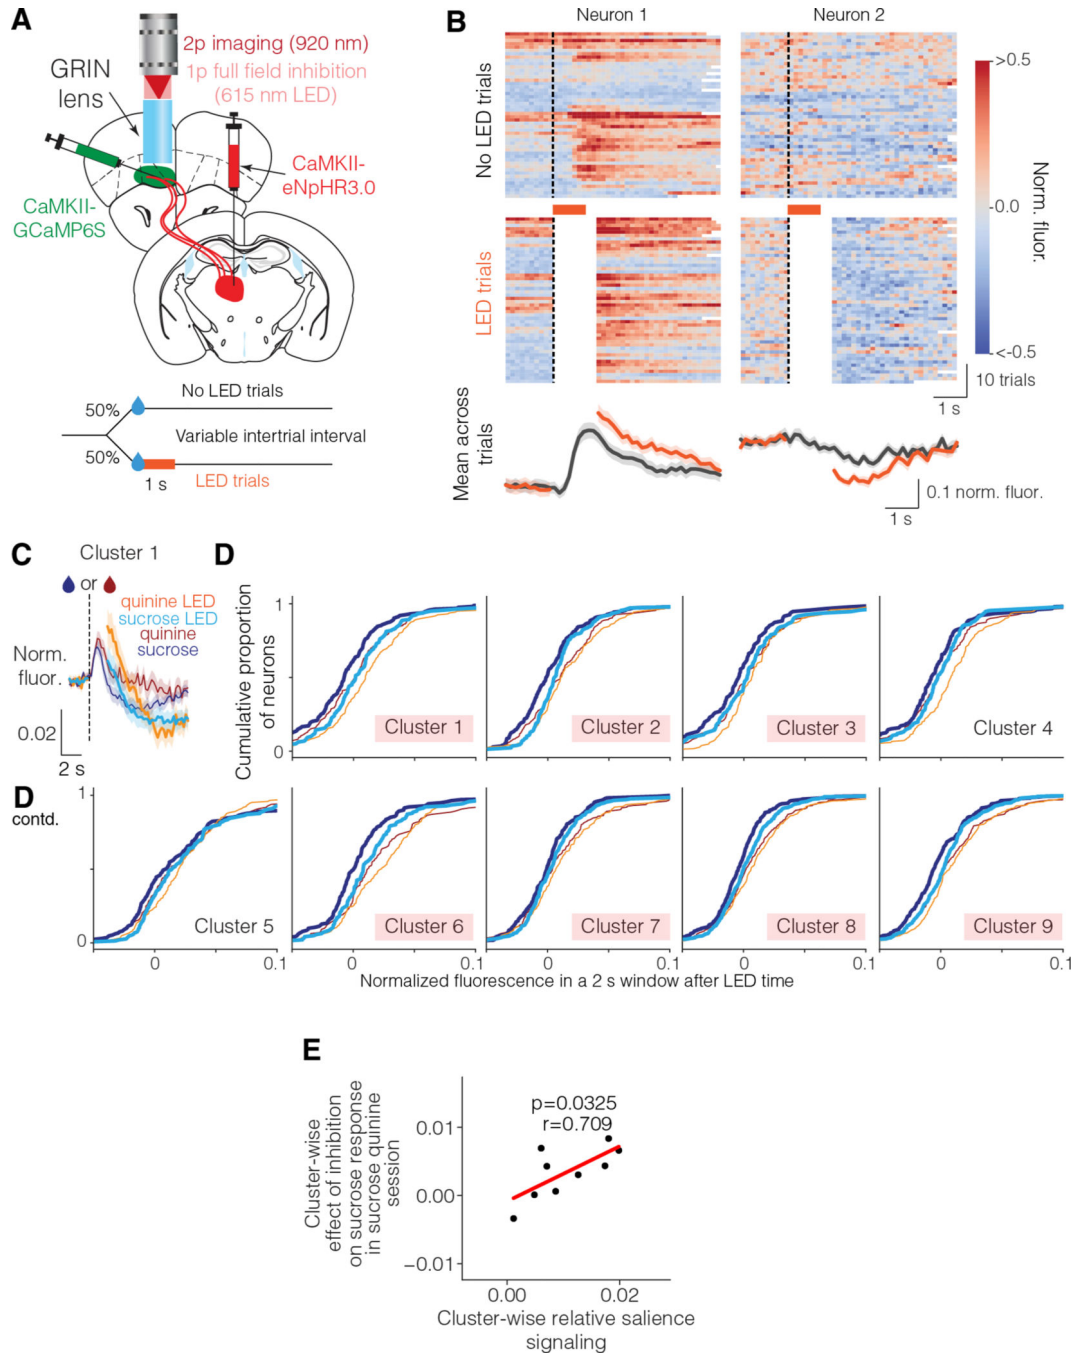 A
2p imaging (920 nm)
1p full field inhibition
(615 nm LED)
GRIN
lens
CaMKII-
eNpHR3.0
CaMKII-
GCaMP6S
No LED trials
50%
Variable intertrial interval
50%
1 s
LED trials
B
Neuron 1
Neuron 2
No LED trials
LED trials
>0.5
0.0
<-0.5
Norm. fluor.
10 trials
1 s
Mean across
trials
0.1 norm. fluor.
1 s
C
Cluster 1
or
quinine LED
sucrose LED
quinine
sucrose
Norm.
fluor.
0.02
2 s
D
Cumulative proportion
of neurons
1
0
Cluster 1
Cluster 2
Cluster 3
Cluster 4
0
0.1
D
contd.
1
0
Cluster 5
Cluster 6
Cluster 7
Cluster 8
Cluster 9
0
0.1
0
0.1
0
0.1
0
0.1
0
0.1
Normalized fluorescence in a 2 s window after LED time
E
Cluster-wise
effect of inhibition
on sucrose response
in sucrose quinine
session
p=0.0325
r=0.709
0.01
0.00
−0.01
0.00
0.02
Cluster-wise relative salience
signaling